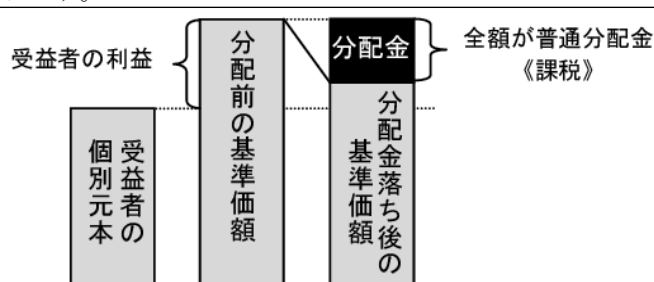 受益者の利益
分配前の基準価額
分配金
全額が普通分配金
《課税》
受益者の
個別元本
分配金落ち後の
基準価額